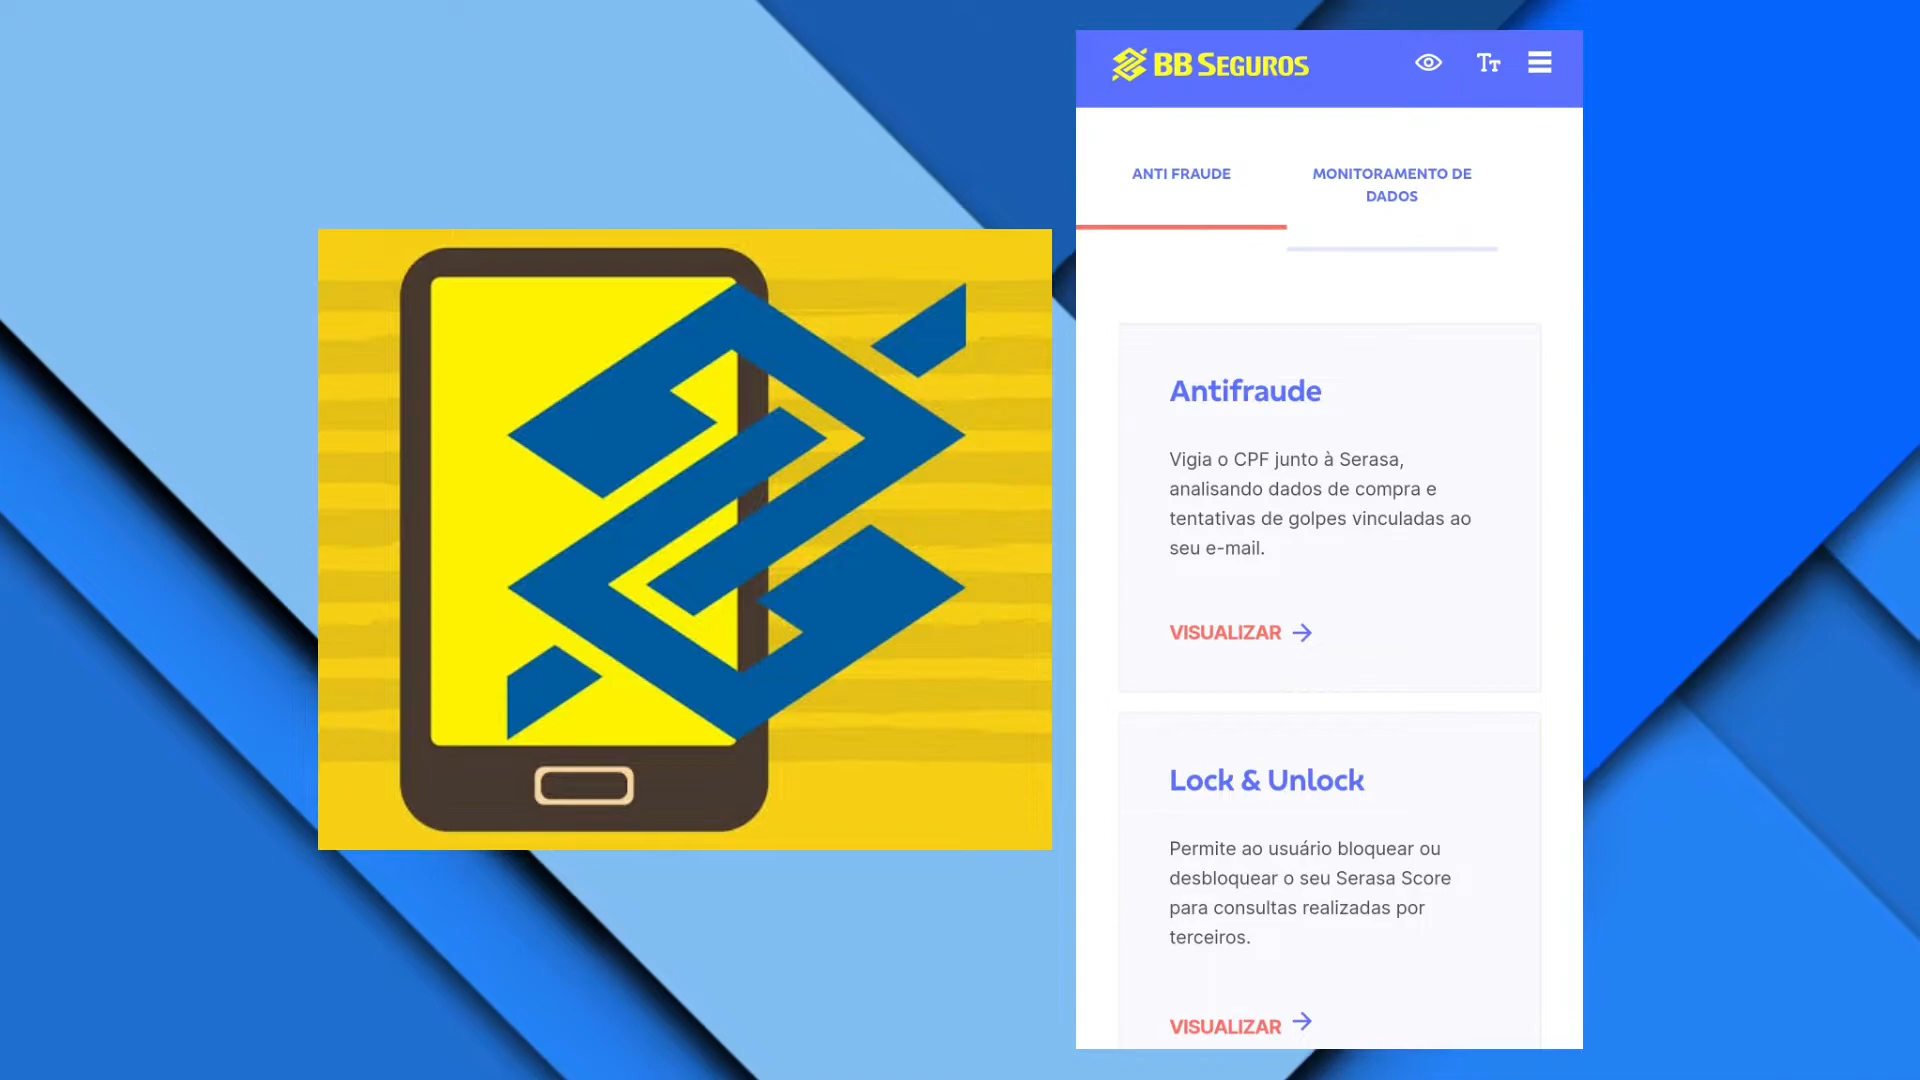 BB SEGUROS
Tт
ANTI FRAUDE
MONITORAMENTO DE
DADOS
Antifraude
Vigia o CPF junto à Serasa,
analisando dados de compra e
tentativas de golpes vinculadas ao
seu e-mail.
VISUALIZAR
Lock & Unlock
Permite ao usuário bloquear ou
desbloquear o seu Serasa Score
para consultas realizadas por
terceiros.
VISUALIZAR